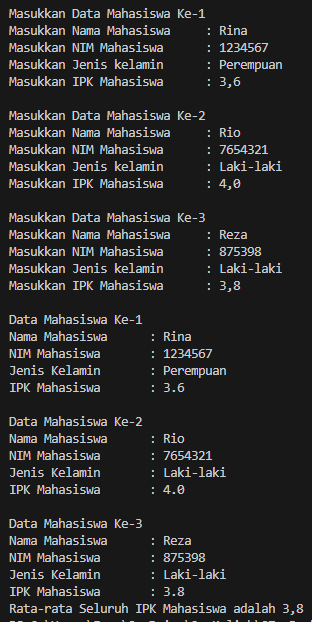 Masukkan Data Mahasiswa Ke-1
Masukkan Nama Mahasiswa : Rina
Masukkan NIM Mahasiswa : 1234567
Masukkan Jenis kelamin : Perempuan
Masukkan IPK Mahasiswa : 3,6
Masukkan Data Mahasiswa Ke-2
Masukkan Nama Mahasiswa : Rio
Masukkan NIM Mahasiswa : 7654321
Masukkan Jenis kelamin : Laki-laki
Masukkan IPK Mahasiswa : 4,0
Masukkan Data Mahasiswa Ke-3
Masukkan Nama Mahasiswa : Reza
Masukkan NIM Mahasiswa : 875398
Masukkan Jenis kelamin : Laki-laki
Masukkan IPK Mahasiswa : 3,8
Data Mahasiswa Ke-1
Nama Mahasiswa : Rina
NIM Mahasiswa : 1234567
Jenis Kelamin : Perempuan
IPK Mahasiswa : 3.6
Data Mahasiswa Ke-2
Nama Mahasiswa : Rio
NIM Mahasiswa : 7654321
Jenis Kelamin : Laki-laki
IPK Mahasiswa : 4.0
Data Mahasiswa Ke-3
Nama Mahasiswa : Reza
NIM Mahasiswa : 875398
Jenis Kelamin : Laki-laki
IPK Mahasiswa : 3.8
Rata-rata Seluruh IPK Mahasiswa adalah 3,8